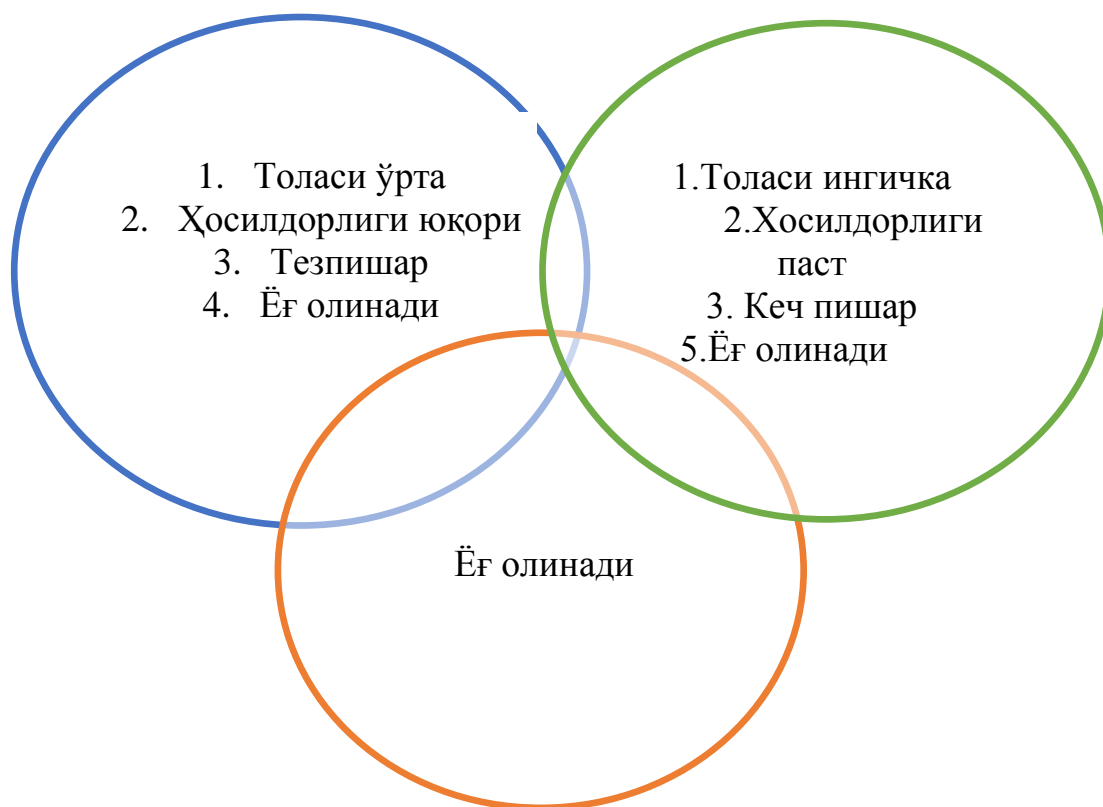 1. Толаси ўрта
2. Ҳосилдорлиги юқори
3. Тезпишар
4. Ёғ олинади
1.Толаси ингичка
2.Хосилдорлиги
паст
3. Кеч пишар
5.Ёғ олинади
Ёғ олинади